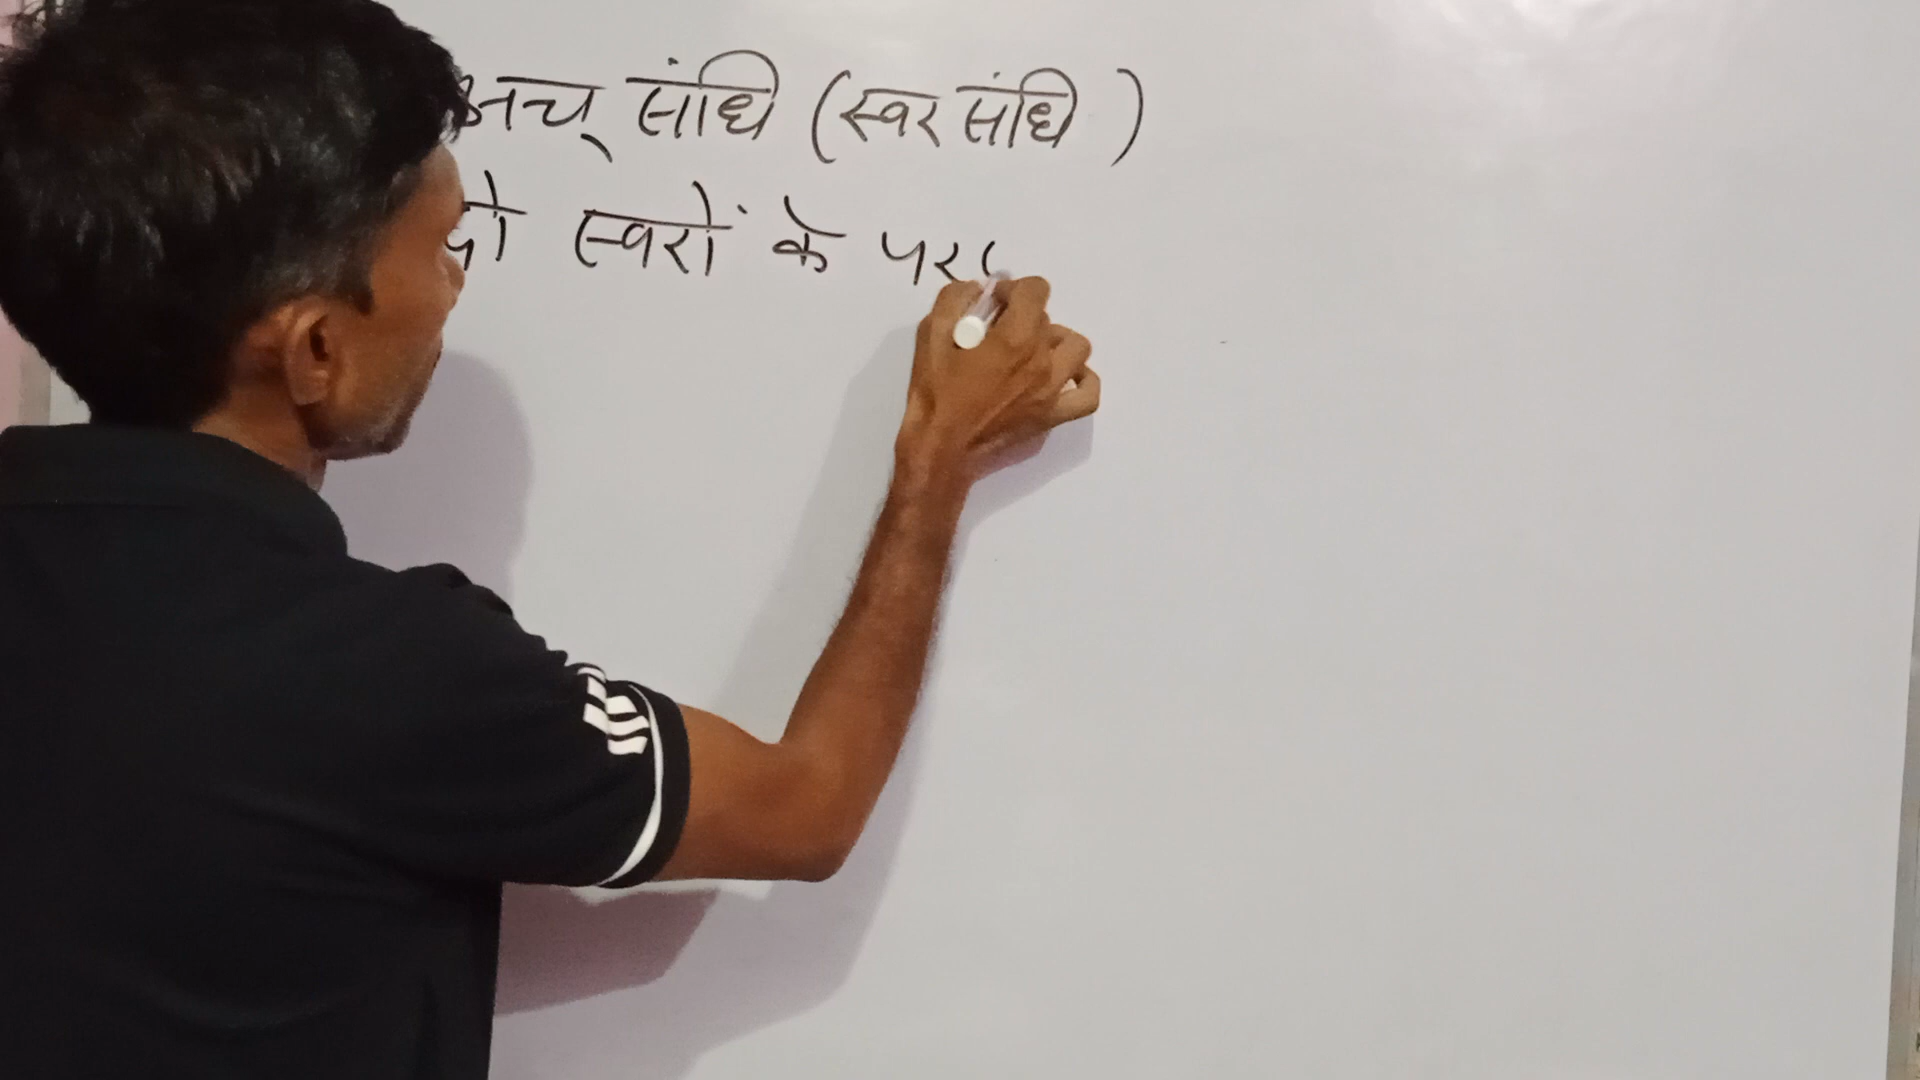 अच् संधि (स्वर संधि)
दो स्वरों के पर